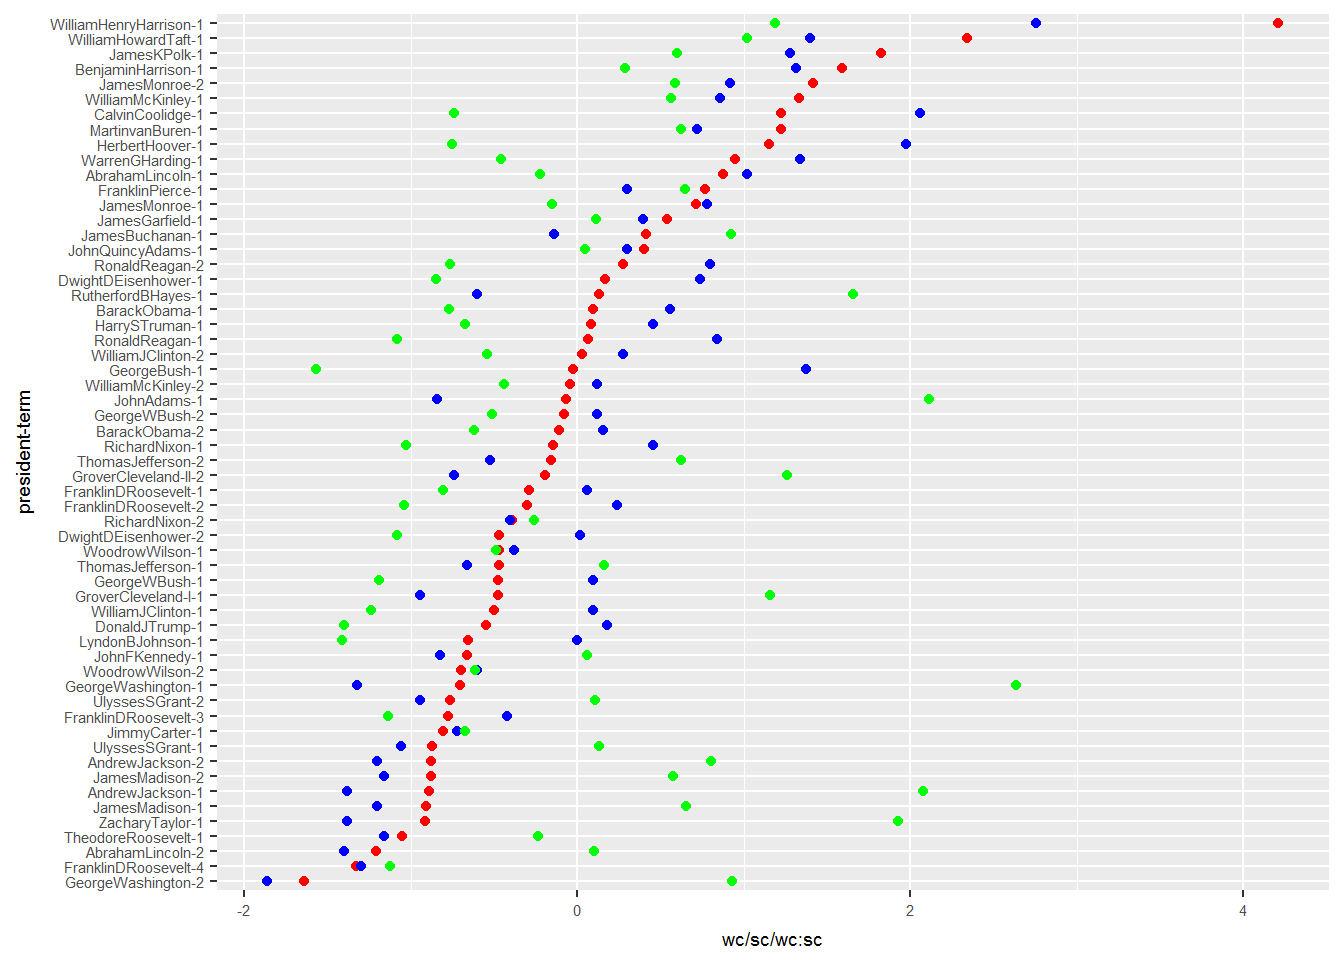 WilliamHenryHarrison-1
WilliamHowardTaft-1
JamesKPolk-1
BenjaminHarrison-1
JamesMonroe-2
WilliamMcKinley-1
CalvinCoolidge-1
MartinvanBuren-1
HerbertHoover-1
WarrenGHarding-1
AbrahamLincoln-1
FranklinPierce-1
JamesMonroe-1
JamesGarfield-1
JamesBuchanan-1
JohnQuincyAdams-1
RonaldReagan-2
DwightDEisenhower-1
RutherfordBHayes-1
BarackObama-1
HarrySTruman-1
RonaldReagan-1
WilliamJClinton-2
GeorgeBush-1
WilliamMcKinley-2
JohnAdams-1
GeorgeWBush-2
BarackObama-2
RichardNixon-1
ThomasJefferson-2
GroverCleveland-II-2
FranklinDRoosevelt-1
FranklinDRoosevelt-2
RichardNixon-2
DwightDEisenhower-2
WoodrowWilson-1
ThomasJefferson-1
GeorgeWBush-1
GroverCleveland-I-1
WilliamJClinton-1
DonaldJTrump-1
LyndonBJohnson-1
JohnFKennedy-1
WoodrowWilson-2
GeorgeWashington-1
UlyssesSGrant-2
FranklinDRoosevelt-3
JimmyCarter-1
UlyssesSGrant-1
AndrewJackson-2
JamesMadison-2
AndrewJackson-1
JamesMadison-1
ZacharyTaylor-1
TheodoreRoosevelt-1
AbrahamLincoln-2
FranklinDRoosevelt-4
GeorgeWashington-2
president-term
-2 0 2 4
wc/sc/wc:sc